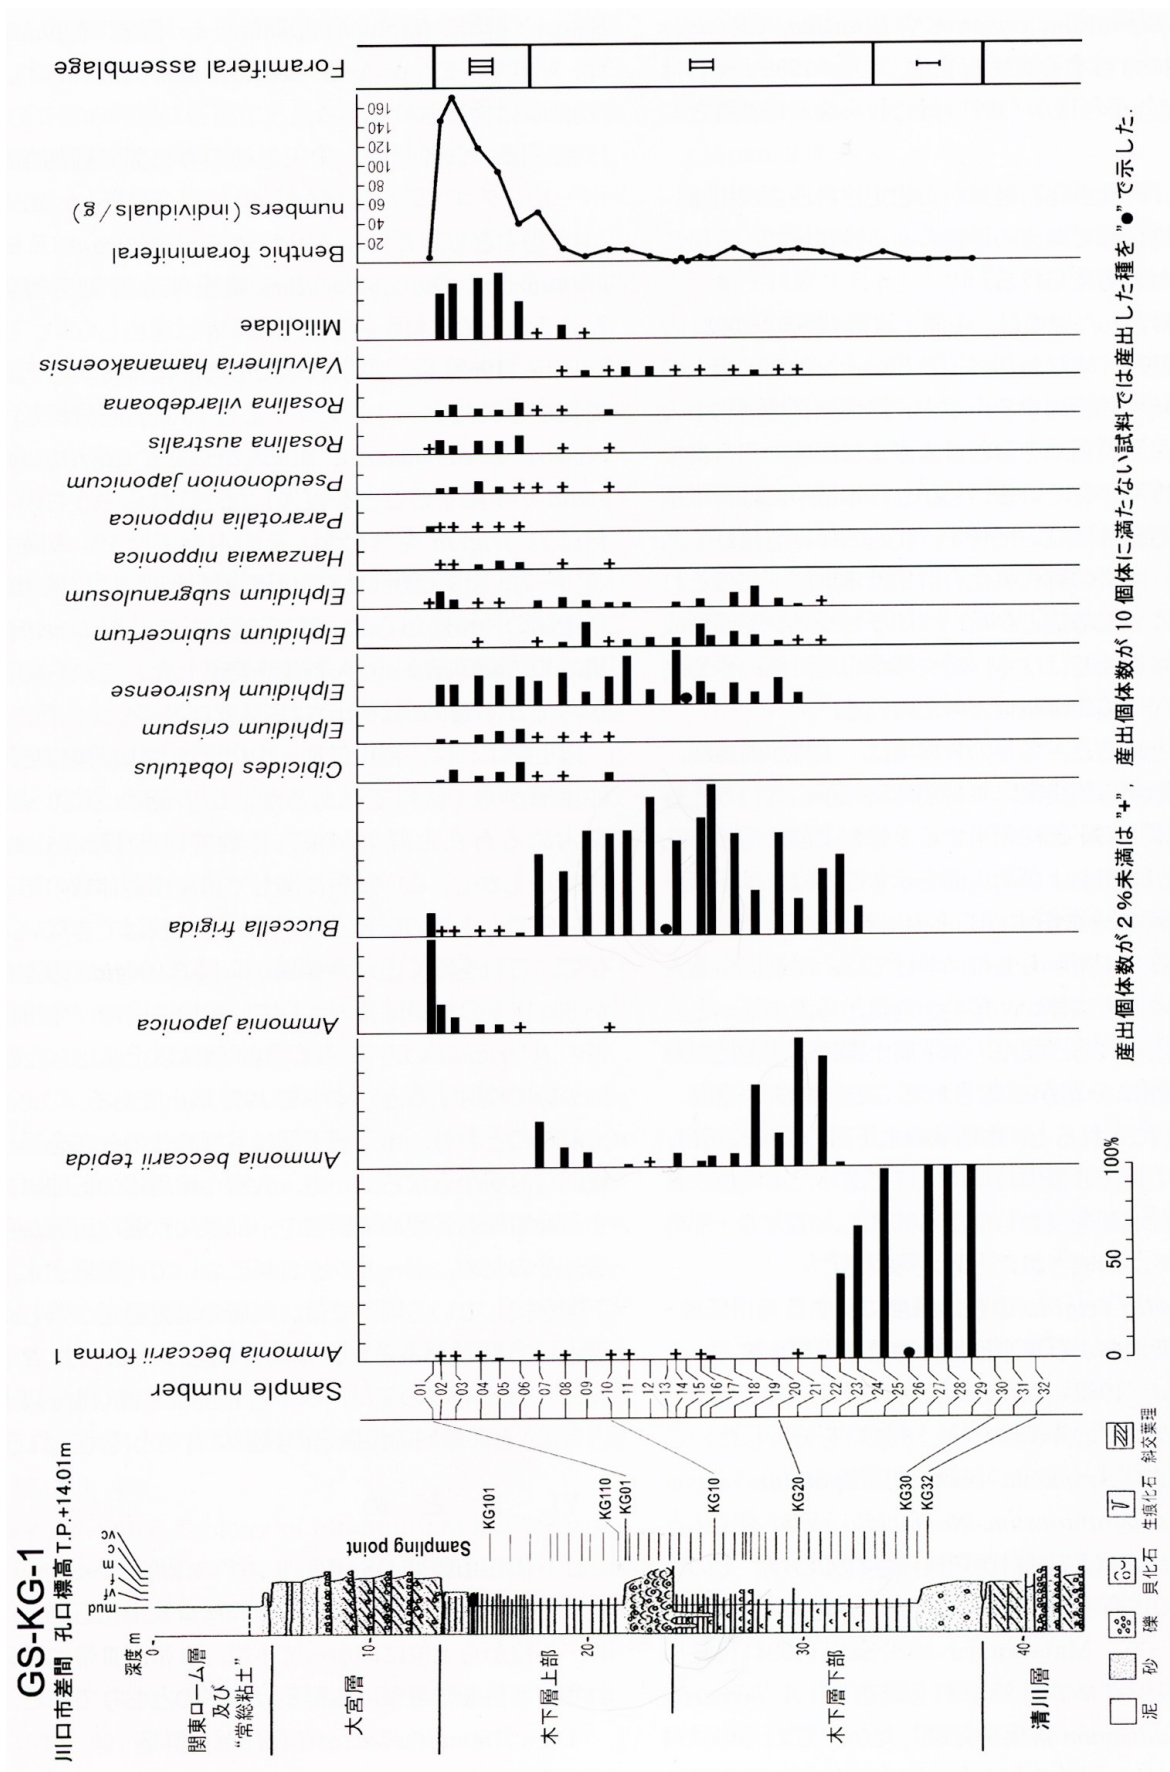 GS-KG-1
川口市差間 孔口標高T.P.+14.01m
深度 m
0
10
20
30
40
関東ローム層
及び
“常総粘土”
大宮層
木下層上部
木下層下部
清川層
mud
vf
f
m
c
vc
Sampling point
KG101
KG110
KG01
KG10
KG20
KG30
KG32
泥
砂
礫
貝化石
生痕化石
斜交葉理
Sample number
01
02
03
04
05
06
07
08
09
10
11
12
13
14
15
16
17
18
19
20
21
22
23
24
25
26
27
28
29
30
31
32
Ammonia beccarii forma 1
Ammonia beccarii tepida
Ammonia japonica
Buccella frigida
Cibicides lobatulus
Elphidium crispum
Elphidium kusiroense
Elphidium subincertum
Elphidium subgranulosum
Hanzawaia nipponica
Pararotalia nipponica
Pseudononion japonicum
Rosalina australis
Rosalina vilardeboana
Valvulineria hamanakoensis
Miliolidae
Benthic foraminiferal
numbers (individuals/g)
20
40
60
80
100
120
140
160
Foramiferal assemblage
III
II
I
0
50
100%
産出個体数が2%未満は"+", 産出個体数が10個体に満たない試料では産出した種を"●"で示した.